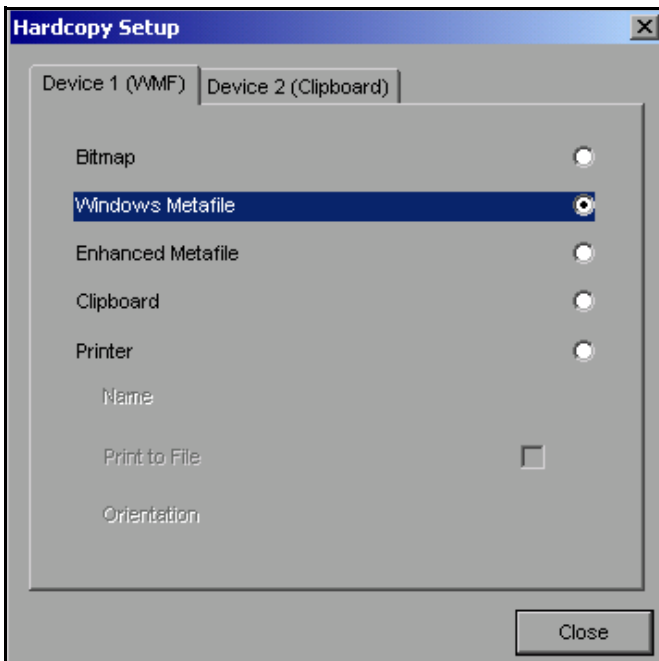 Hardcopy Setup
Device 1 (WMF) Device 2 (Clipboard)
Bitmap
Windows Metafile
Enhanced Metafile
Clipboard
Printer
Name
Print to File
Orientation
Close